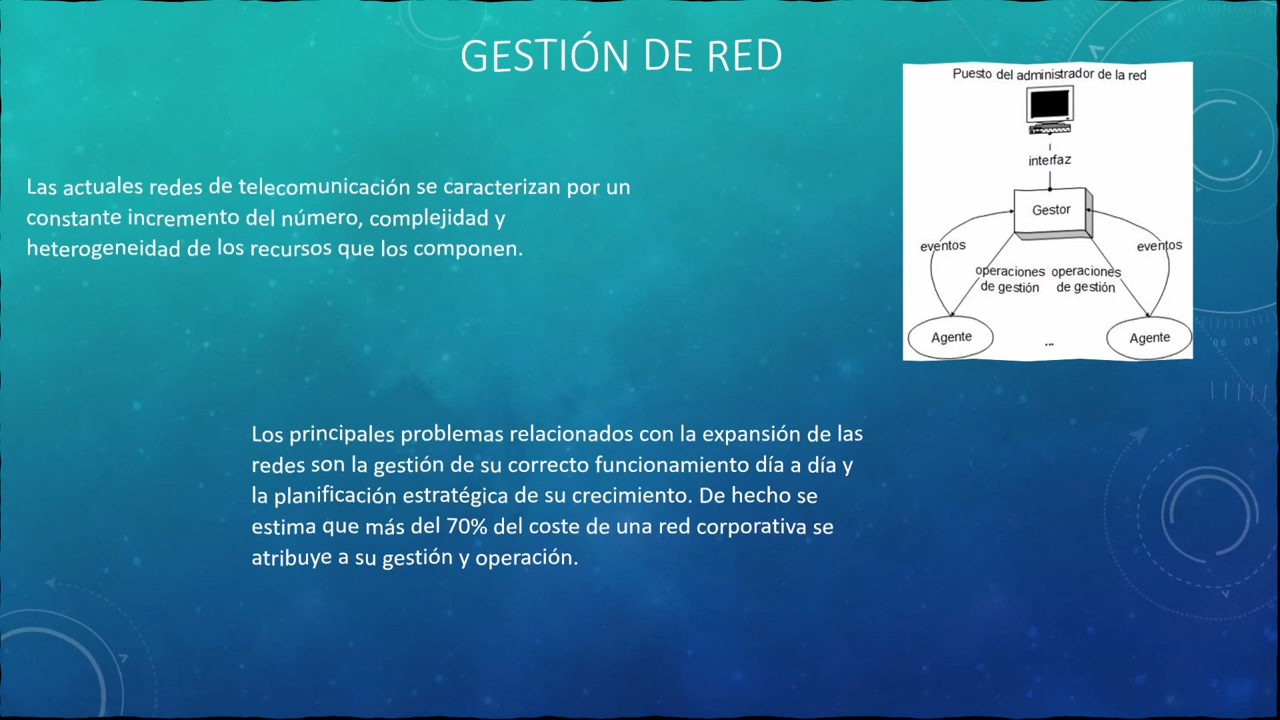 GESTIÓN DE RED
Las actuales redes de telecomunicación se caracterizan por un
constante incremento del número, complejidad y
heterogeneidad de los recursos que los componen.
Puesto del administrador de la red
interfaz
Gestor
eventos
eventos
operaciones
de gestión
operaciones
de gestión
Agente
...
Agente
Los principales problemas relacionados con la expansión de las
redes son la gestión de su correcto funcionamiento día a día y
la planificación estratégica de su crecimiento. De hecho se
estima que más del 70% del coste de una red corporativa se
atribuye a su gestión y operación.